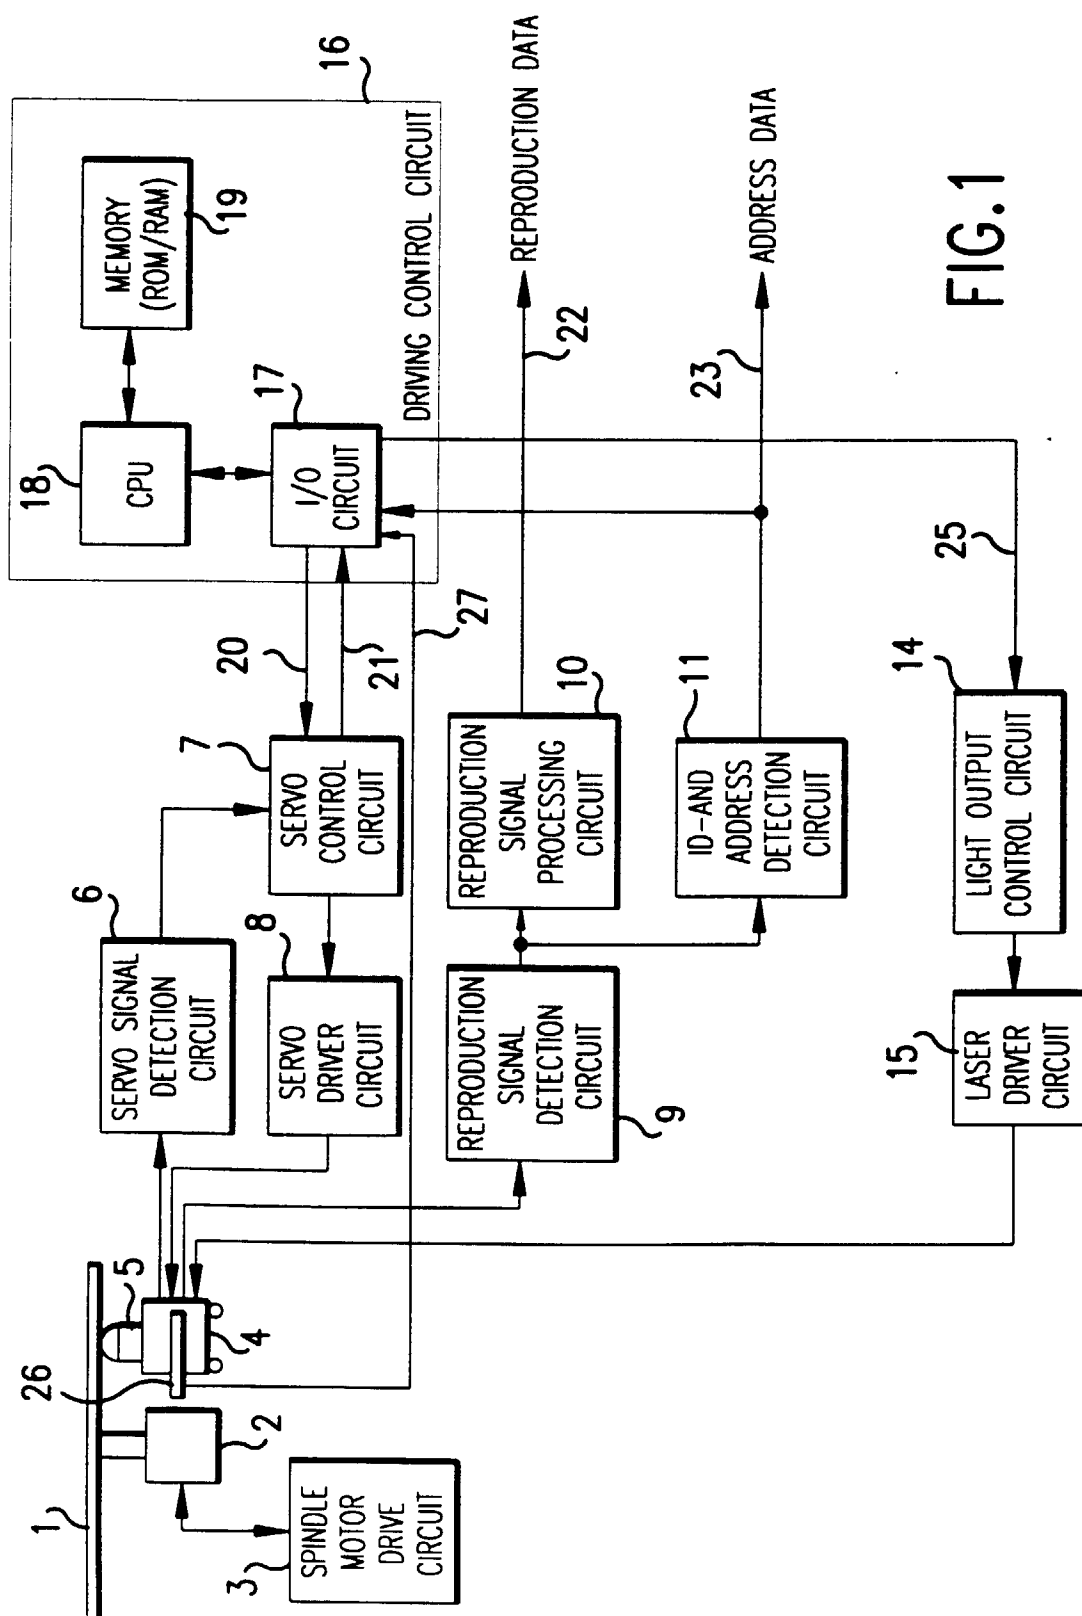 16
MEMORY
(ROM/RAM)
19
DRIVING CONTROL CIRCUIT
18
CPU
17
I/O
CIRCUIT
20
21
27
6
SERVO SIGNAL
DETECTION
CIRCUIT
7
SERVO
CONTROL
CIRCUIT
8
SERVO
DRIVER
CIRCUIT
1
26
5
4
2
3
SPINDLE
MOTOR
DRIVE
CIRCUIT
REPRODUCTION
SIGNAL
DETECTION
CIRCUIT
9
REPRODUCTION
SIGNAL
PROCESSING
CIRCUIT
10
22
REPRODUCTION DATA
11
ID-AND
ADDRESS
DETECTION
CIRCUIT
23
ADDRESS DATA
15
LASER
DRIVER
CIRCUIT
14
LIGHT OUTPUT
CONTROL CIRCUIT
25
FIG.1